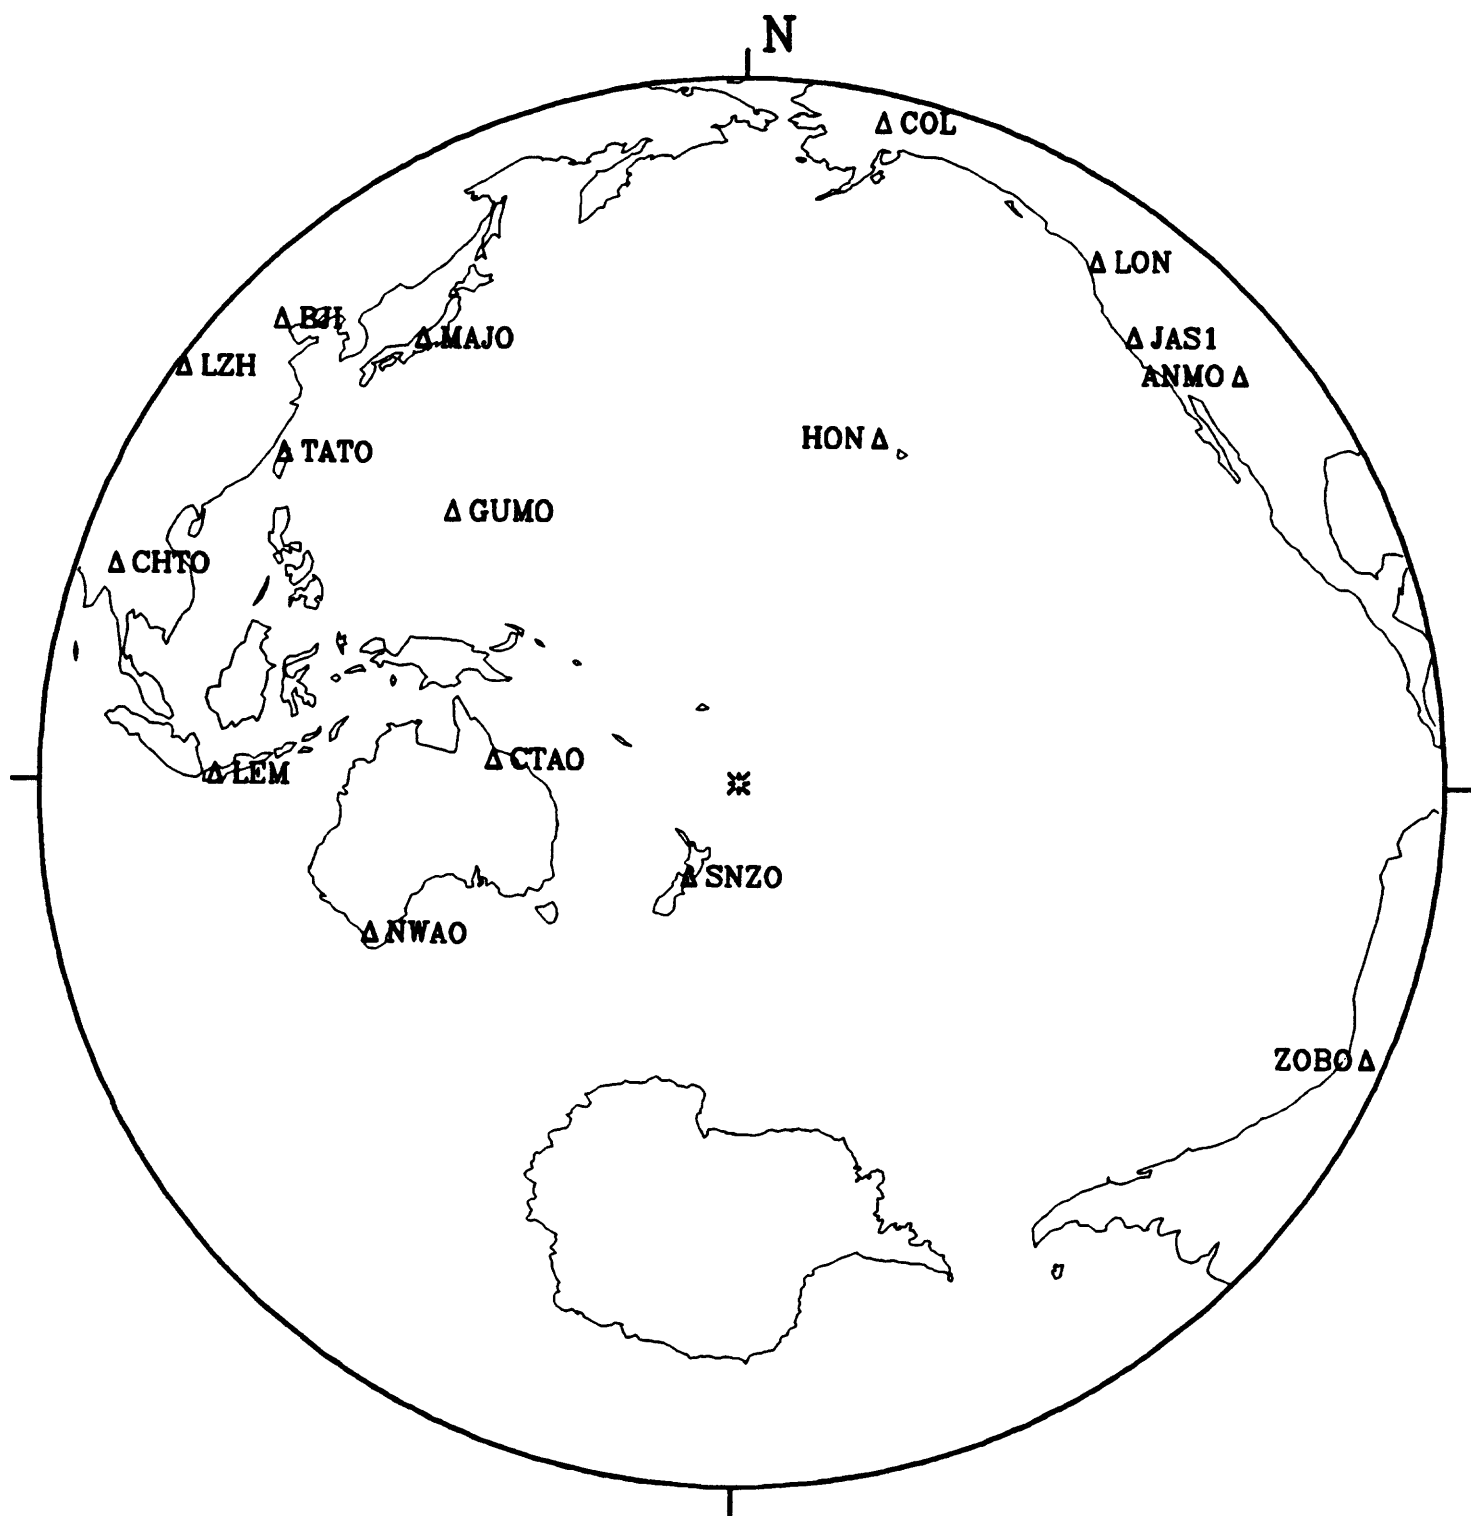 N
COL
LON
BJI
MAJO
JAS1
LZH
ANMO
HON
TATO
GUMO
CHTO
CTAO
LEM
SNZO
NWAO
ZOBO